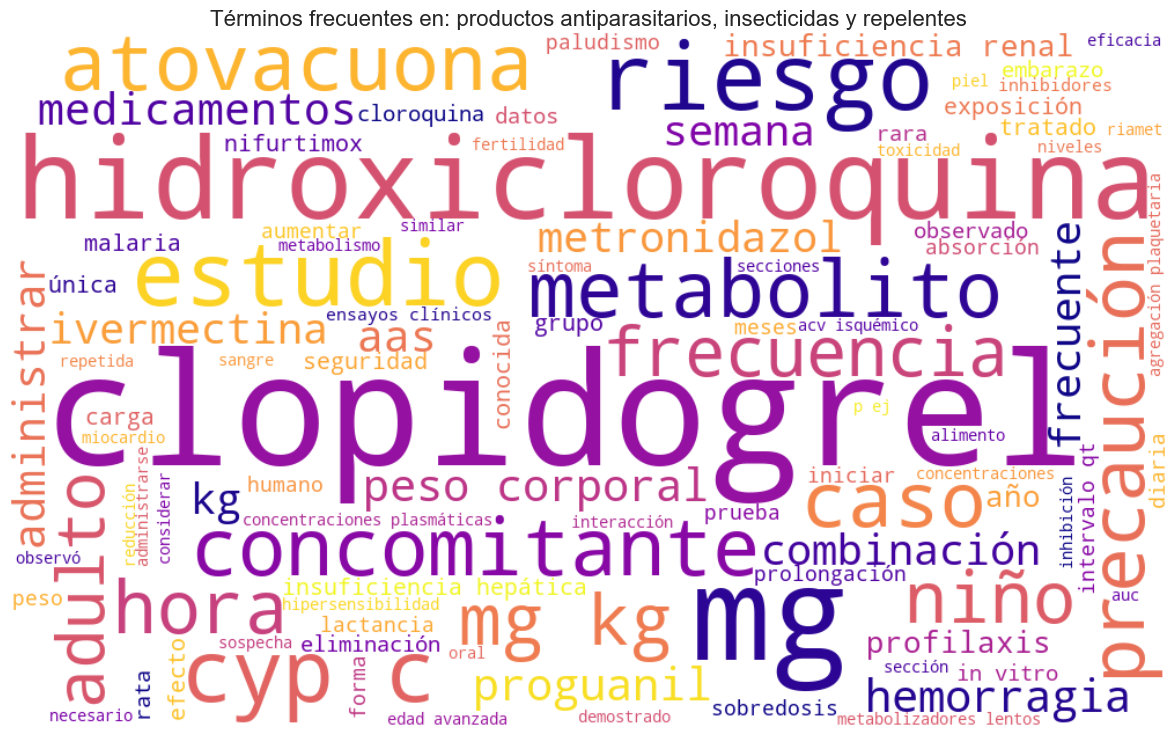 Términos frecuentes en: productos antiparasitarios, insecticidas y repelentes
atovacuona
paludismo
riesgo
insuficiencia renal
eficacia
medicamentos
cloroquina
datos
semana
piel
embarazo
inhibidores
exposición
nifurtimox
fertilidad
rara
tratado
riamet
toxicidad
niveles
hidroxicloroquina
malaria
aumentar
similar
metabolismo
metronidazol
observado
absorción
frecuente
precaución
agregación plaquetaria
única
estudio
síntoma
secciones
metabolito
administrar
ivermectina
ensayos clínicos
aas
grupo
meses
acv isquémico
repetida
sangre
seguridad
conocida
frecuencia
clopidogrel
carga
miocardio
p ej
alimento
adulto
reducción
administrarse
considerar
kg
humano
peso corporal
iniciar
concentraciones
caso
año
diaria
intervalo qt
inhibición
concentraciones plasmáticas
interacción
prueba
observó
concomitante
prolongación
combinación
peso
hora
insuficiencia hepática
hipersensibilidad
lactancia
mg kg
mg
niño
auc
sospecha
eliminación
oral
profilaxis
efecto
rata
cyp c
forma
proguanil
sección
in vitro
necesario
edad avanzada
demostrado
sobredosis
hemorragia
metabolizadores lentos